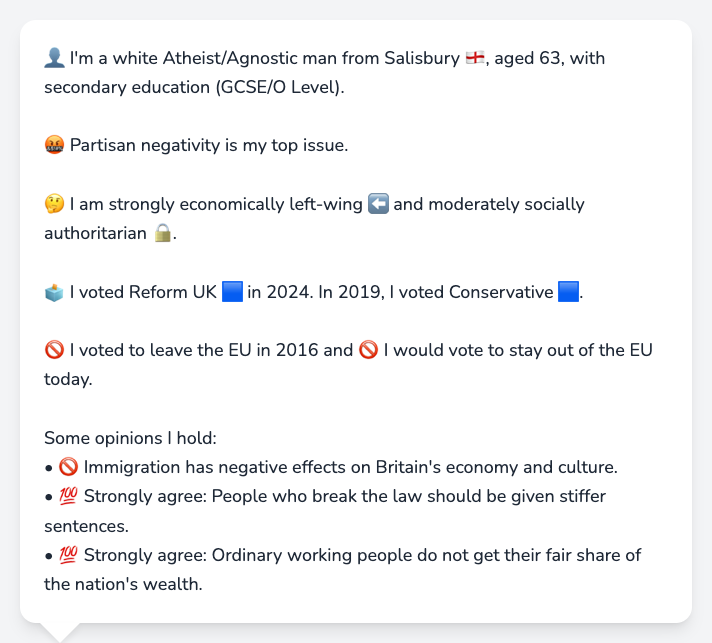 👤 I'm a white Atheist/Agnostic man from Salisbury 🏴󠁧󠁢󠁥󠁮󠁧󠁿, aged 63, with
secondary education (GCSE/O Level).
🤬 Partisan negativity is my top issue.
🤔 I am strongly economically left-wing ⬅️ and moderately socially
authoritarian 🔒.
🗳️ I voted Reform UK 🟦 in 2024. In 2019, I voted Conservative 🟦.
🚫 I voted to leave the EU in 2016 and 🚫 I would vote to stay out of the EU
today.
Some opinions I hold:
• 🚫 Immigration has negative effects on Britain's economy and culture.
• 💯 Strongly agree: People who break the law should be given stiffer
sentences.
• 💯 Strongly agree: Ordinary working people do not get their fair share of
the nation's wealth.